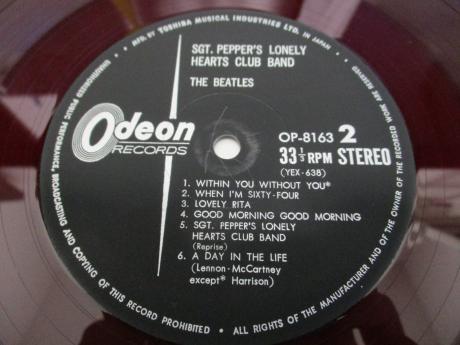 MFD. BY TOSHIBA MUSICAL INDUSTRIES LTD. IN JAPAN
SGT. PEPPER'S LONELY
HEARTS CLUB BAND
THE BEATLES
Odeon
RECORDS
OP-8163 2
33 1/3 RPM STEREO
(YEX-638)
1. WITHIN YOU WITHOUT YOU®
2. WHEN I'M SIXTY-FOUR
3. LOVELY RITA
4. GOOD MORNING GOOD MORNING
5. SGT. PEPPER'S LONELY
HEARTS CLUB BAND
(Reprise)
6. A DAY IN THE LIFE
(Lennon-McCartney
except® Harrison)
ALL RIGHTS OF THE MANUFACTURER AND OF THE OWNER OF THE RECORDED WORK ARE RESERVED
UNAUTHORIZED PUBLIC PERFORMANCE, BROADCASTING AND COPYING OF THIS RECORD PROHIBITED